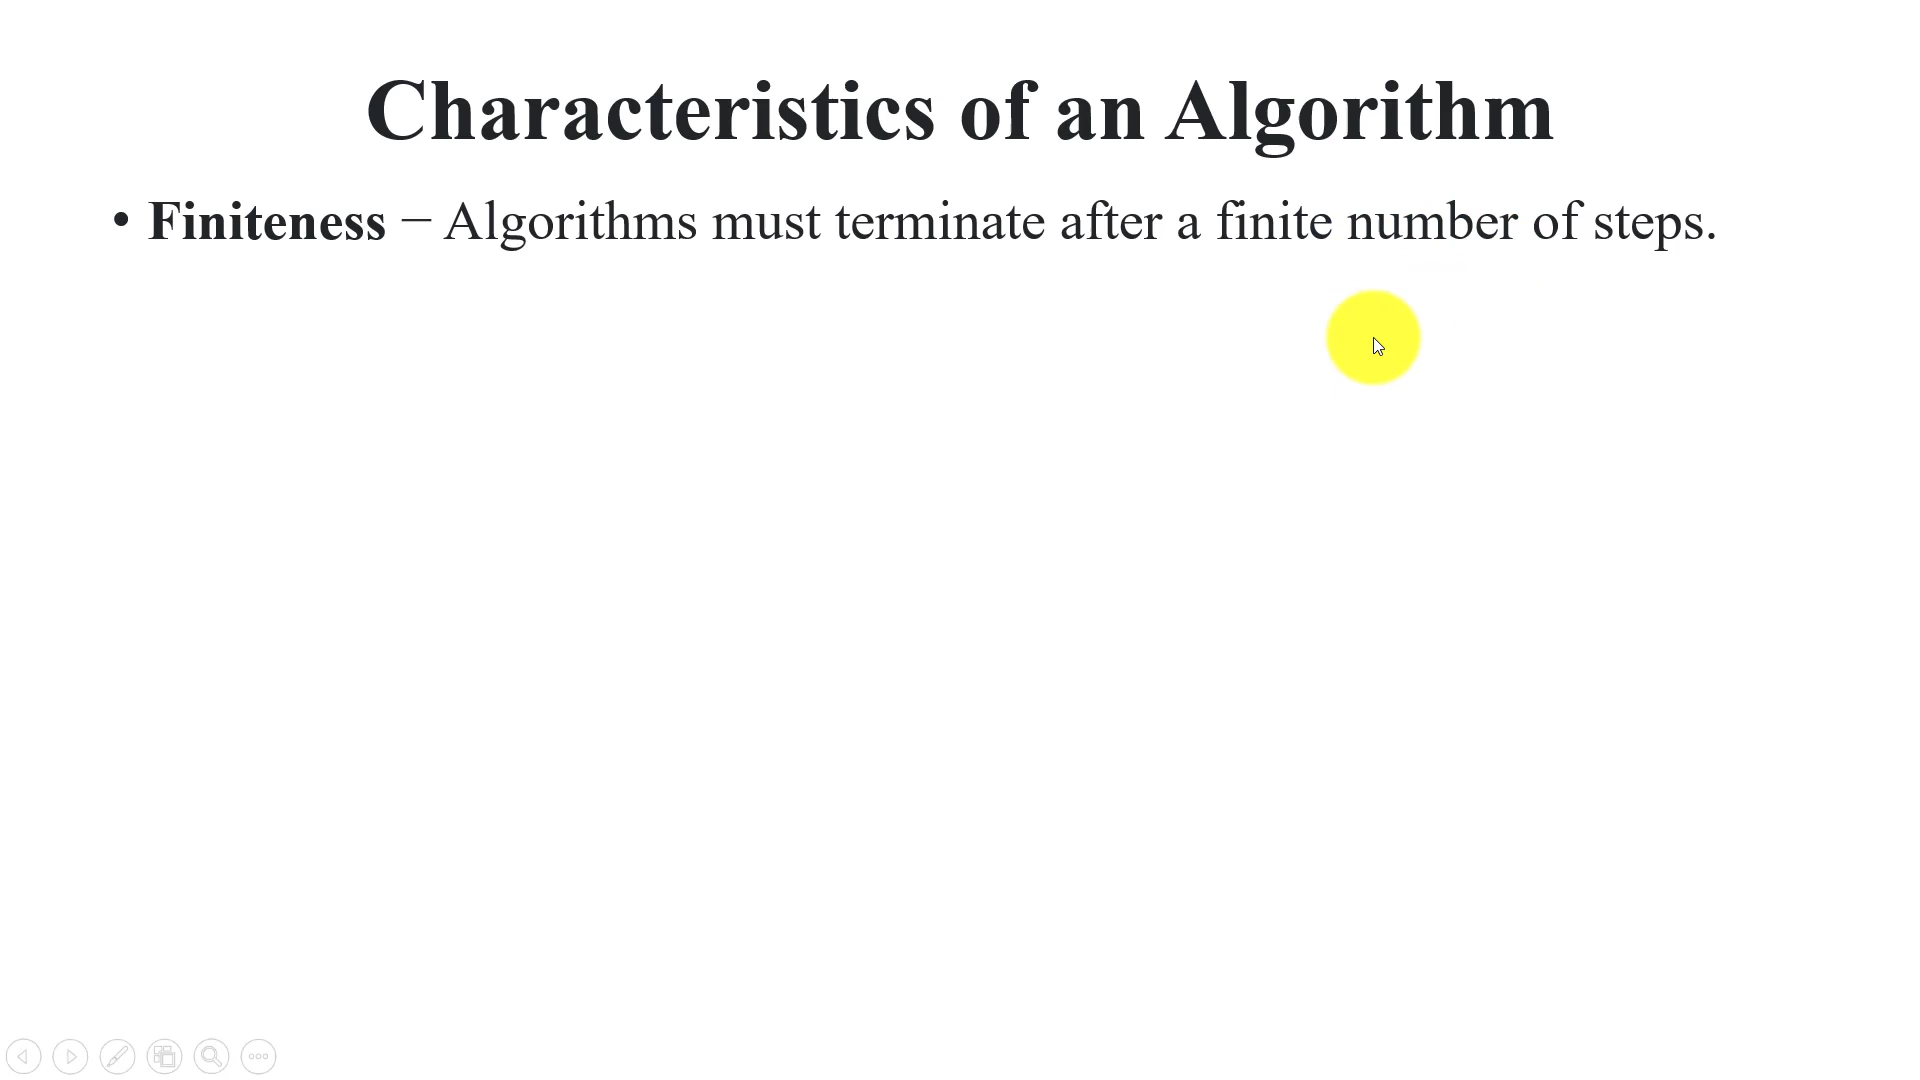 Characteristics of an Algorithm
• Finiteness − Algorithms must terminate after a finite number of steps.